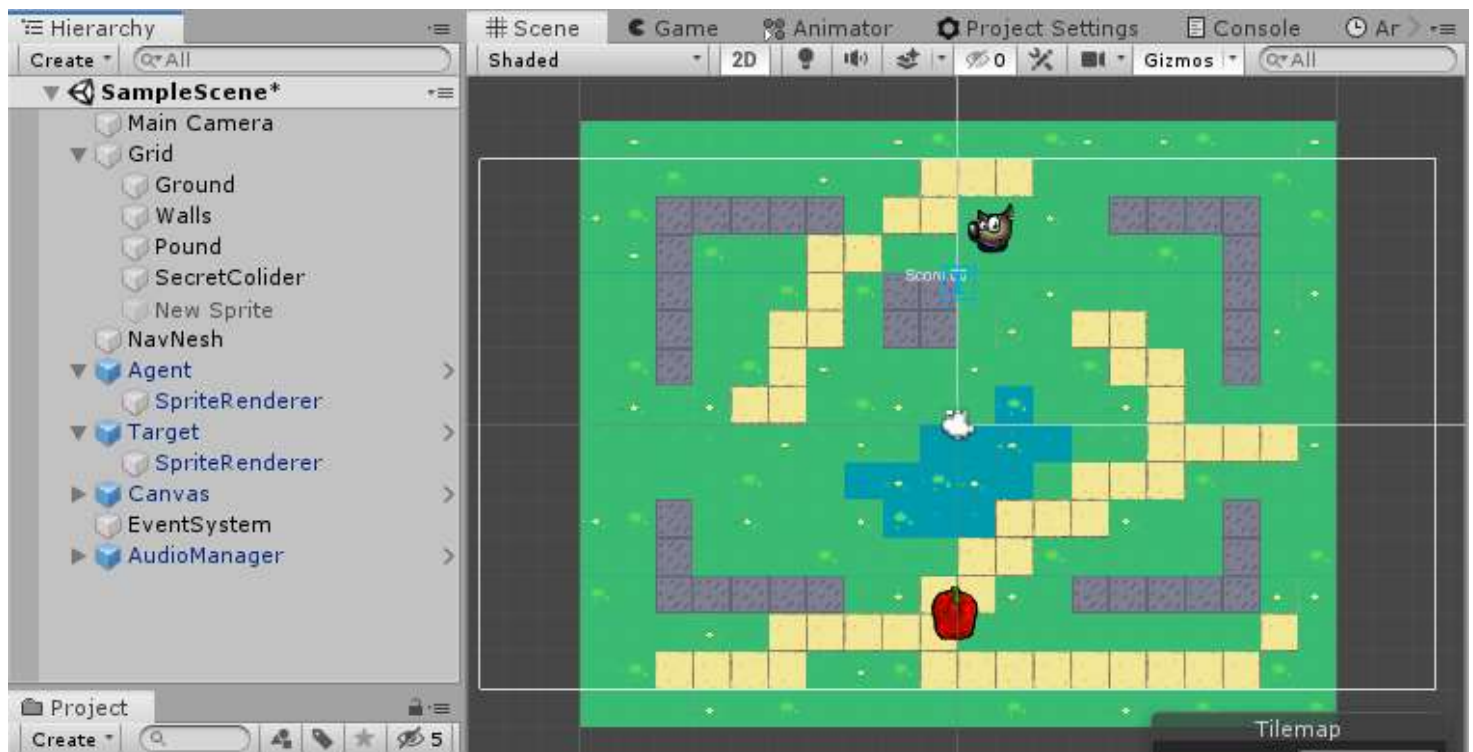 Hierarchy
Create
All
SampleScene*
Main Camera
Grid
Ground
Walls
Pound
SecretColider
New Sprite
NavNesh
Agent
SpriteRenderer
Target
SpriteRenderer
Canvas
EventSystem
AudioManager
Project
Create
5
Scene
Game
Animator
Project Settings
Console
Ar
Shaded
2D
0
Gizmos
All
Tilemap